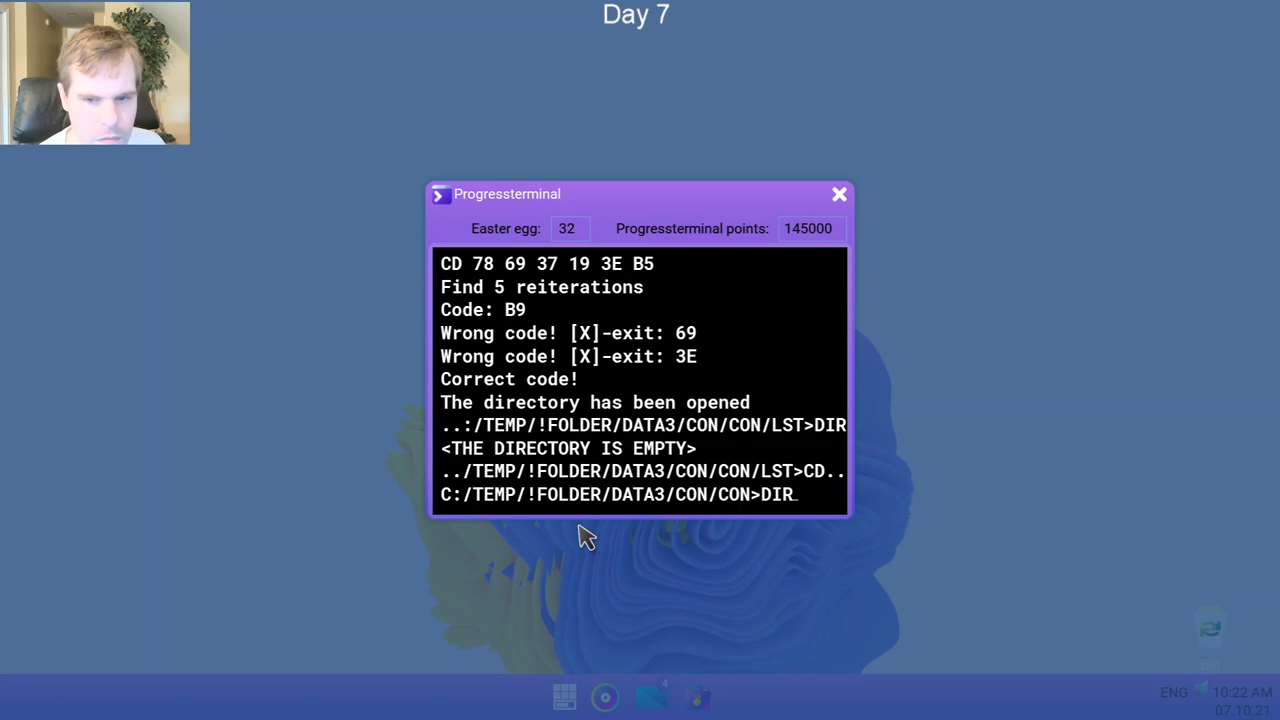 Day 7
Progressterminal
Easter egg: 32 Progressterminal points: 145000
CD 78 69 37 19 3E B5
Find 5 reiterations
Code: B9
Wrong code! [X]-exit: 69
Wrong code! [X]-exit: 3E
Correct code!
The directory has been opened
..:/TEMP/!FOLDER/DATA3/CON/CON/LST>DIR
<THE DIRECTORY IS EMPTY>
../TEMP/!FOLDER/DATA3/CON/CON/LST>CD..
C:/TEMP/!FOLDER/DATA3/CON/CON>DIR_
Bin
4
ENG 10:22 AM
07.10.21